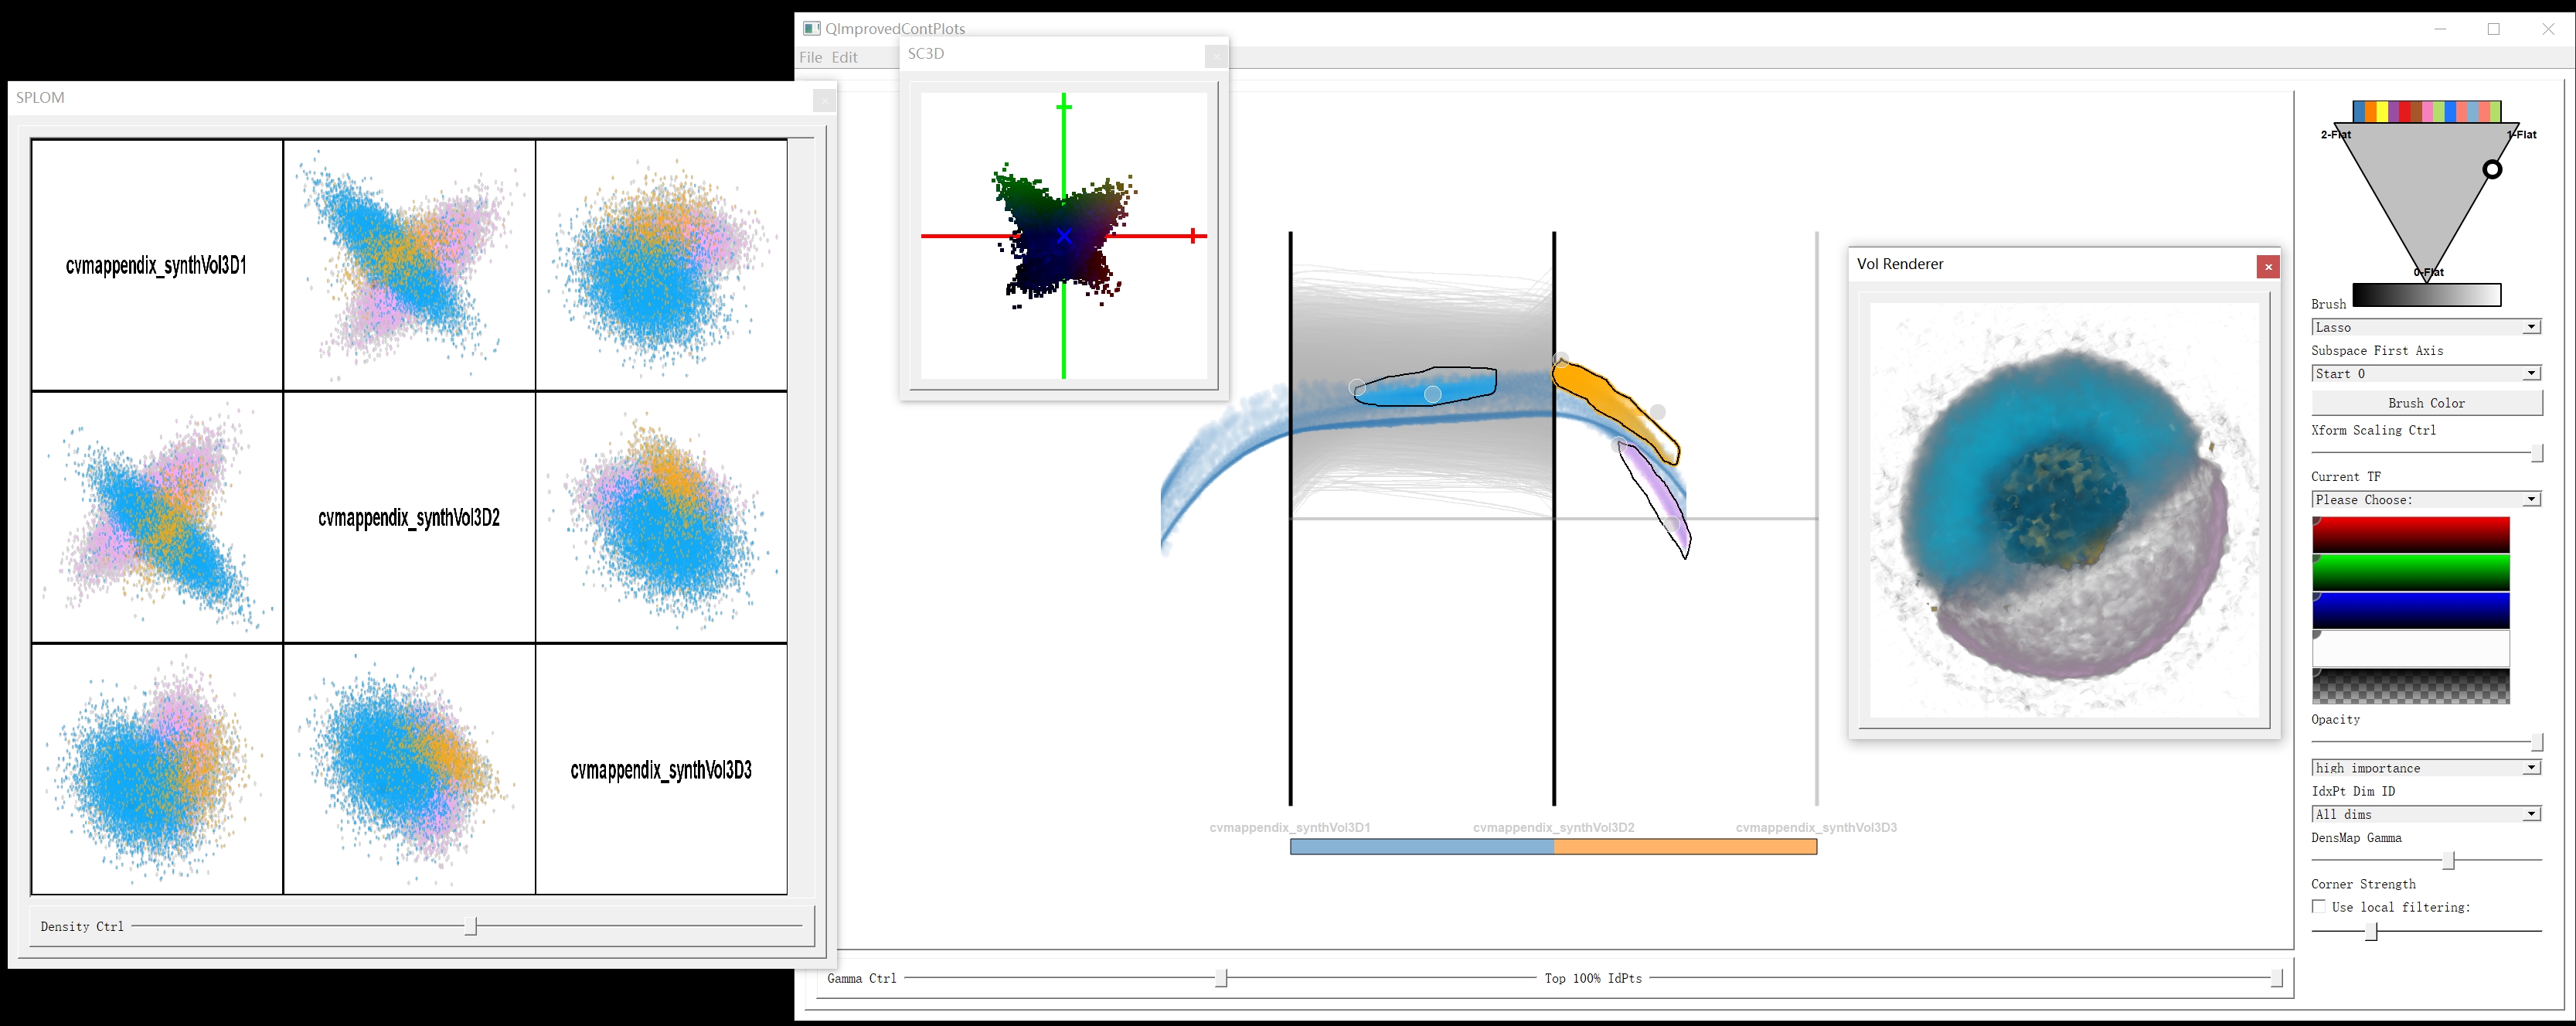 QImprovedContPlots
File Edit
SC3D
SPLOM
cvmappendix_synthVol3D1
cvmappendix_synthVol3D2
cvmappendix_synthVol3D3
Density Ctrl
cvmappendix_synthVol3D1
cvmappendix_synthVol3D2
cvmappendix_synthVol3D3
Gamma Ctrl
Top 100% IdPts
Vol Renderer
2-Flat
1-Flat
0-Flat
Brush
Lasso
Subspace First Axis
Start 0
Brush Color
Xform Scaling Ctrl
Current TF
Please Choose:
Opacity
high importance
IdxPt Dim ID
All dims
DensMap Gamma
Corner Strength
Use local filtering: